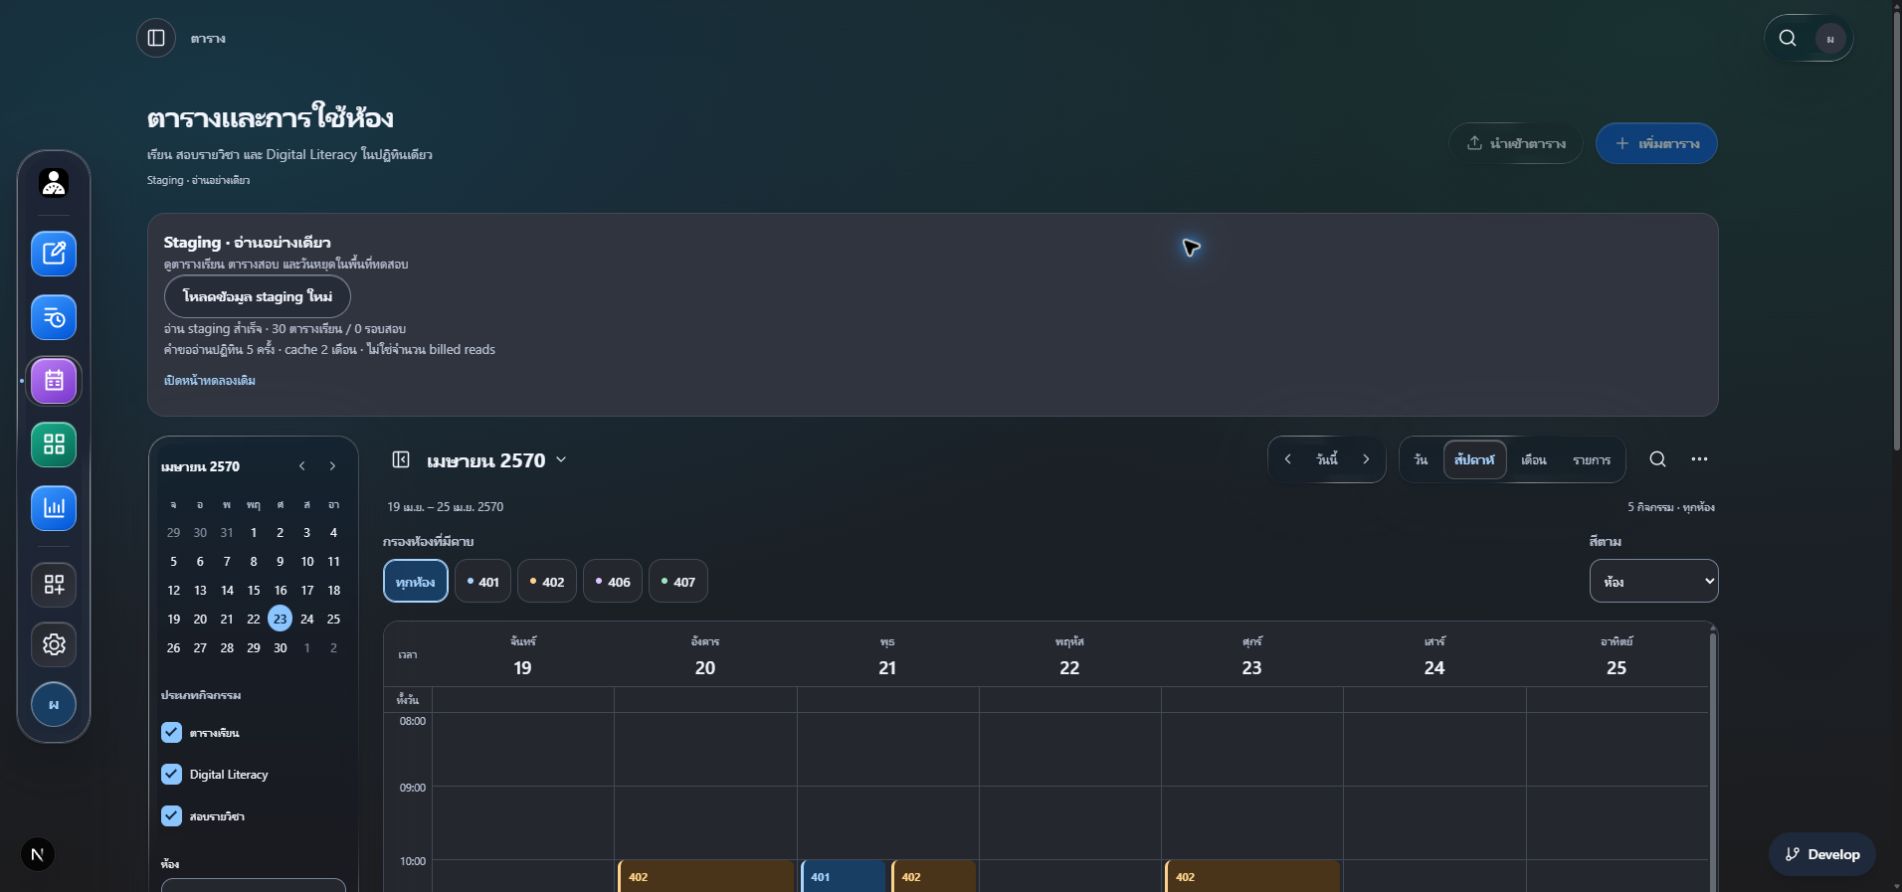 ตาราง
ผ
ตารางและการใช้ห้อง
เรียน สอบรายวิชา และ Digital Literacy ในปฏิทินเดียว
Staging · อ่านอย่างเดียว
นำเข้าตาราง
เพิ่มตาราง
Staging · อ่านอย่างเดียว
ดูตารางเรียน ตารางสอบ และวันหยุดในพื้นที่ทดสอบ
โหลดข้อมูล staging ใหม่
อ่าน staging สำเร็จ · 30 ตารางเรียน / 0 รอบสอบ
คำขออ่านปฏิทิน 5 ครั้ง · cache 2 เดือน · ไม่ใช่จำนวน billed reads
เปิดหน้าทดลองเดิม
เมษายน 2570
จ อ พ พฤ ศ ส อา
29 30 31 1 2 3 4
5 6 7 8 9 10 11
12 13 14 15 16 17 18
19 20 21 22 23 24 25
26 27 28 29 30 1 2
ประเภทกิจกรรม
ตารางเรียน
Digital Literacy
สอบรายวิชา
ห้อง
เมษายน 2570
วันนี้
วัน สัปดาห์ เดือน รายการ
19 เม.ย. – 25 เม.ย. 2570
5 กิจกรรม · ทุกห้อง
กรองห้องที่มีคาบ
ทุกห้อง 401 402 406 407
สีตาม
ห้อง
เวลา
จันทร์ อังคาร พุธ พฤหัส ศุกร์ เสาร์ อาทิตย์
19 20 21 22 23 24 25
ทั้งวัน
08:00
09:00
10:00
402 401 402 402
ผ
N
Develop